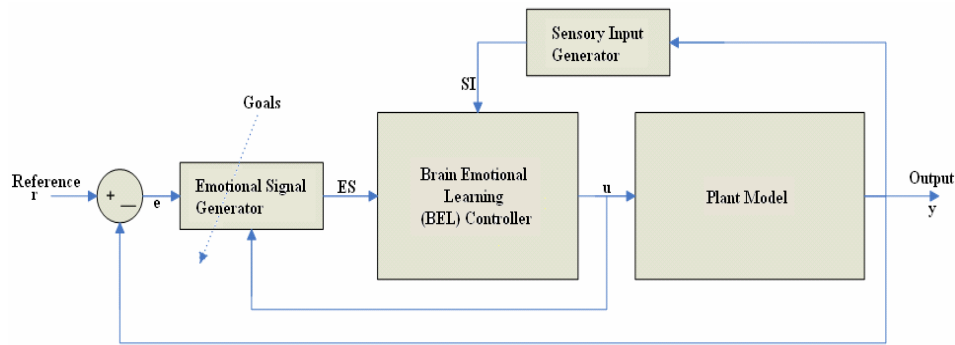 Sensory Input
Generator
SI
Goals
Reference
r
+
_
e
Emotional Signal
Generator
ES
Brain Emotional
Learning
(BEL) Controller
u
Plant Model
Output
y